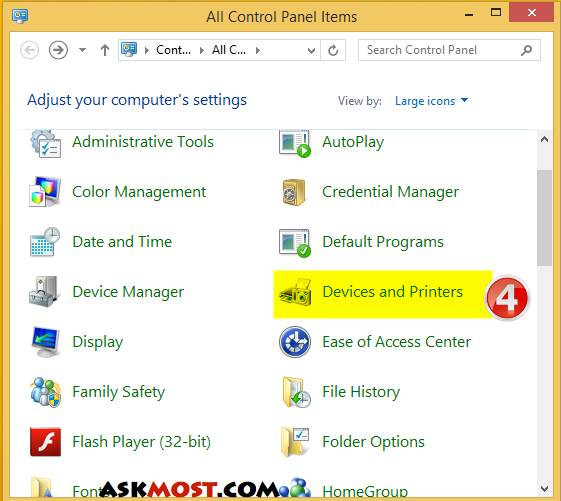 All Control Panel Items
Cont... All C... Search Control Panel
Adjust your computer's settings View by: Large icons
Administrative Tools AutoPlay
Color Management Credential Manager
Date and Time Default Programs
Device Manager Devices and Printers 4
Display Ease of Access Center
Family Safety File History
Flash Player (32-bit) Folder Options
Fonts ASKMOST.COM HomeGroup